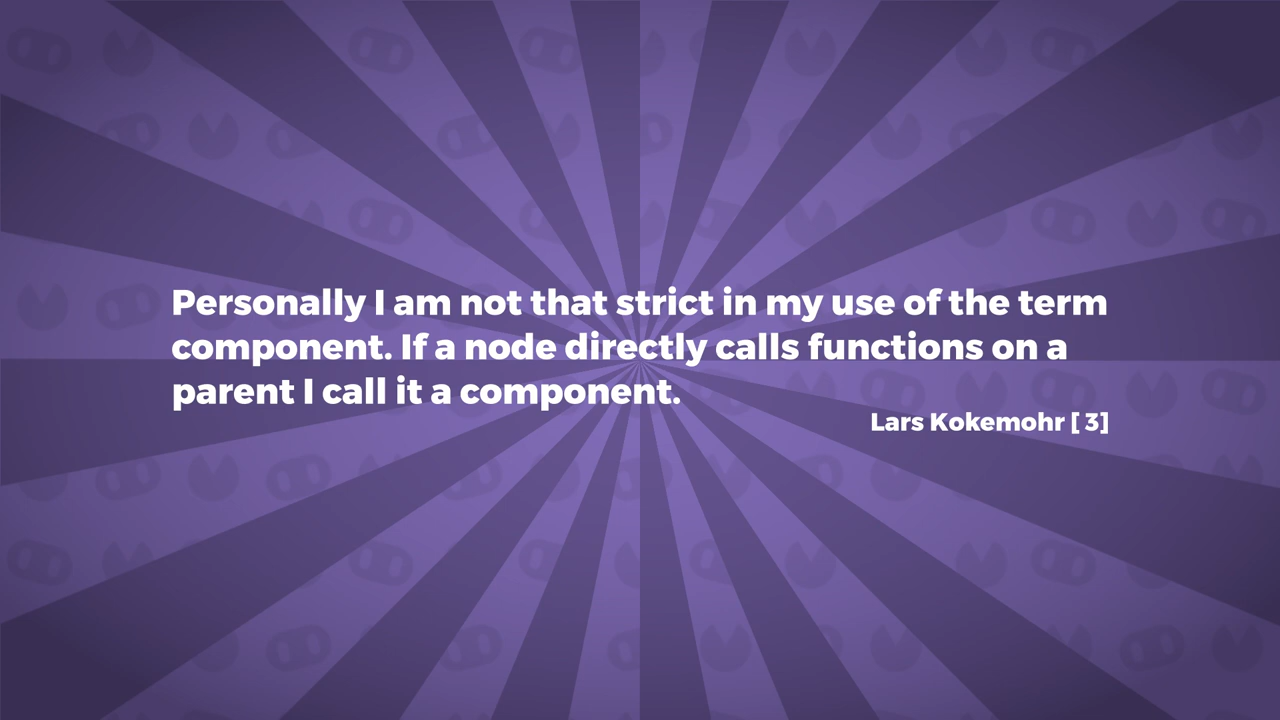 Personally I am not that strict in my use of the term
component. If a node directly calls functions on a
parent I call it a component.
Lars Kokemohr [ 3]